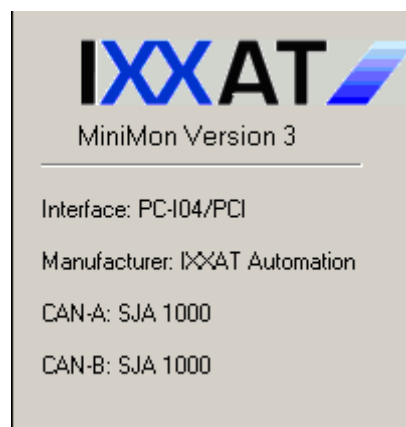 IXXAT
MiniMon Version 3
Interface: PC-I04/PCI
Manufacturer: IXXAT Automation
CAN-A: SJA 1000
CAN-B: SJA 1000